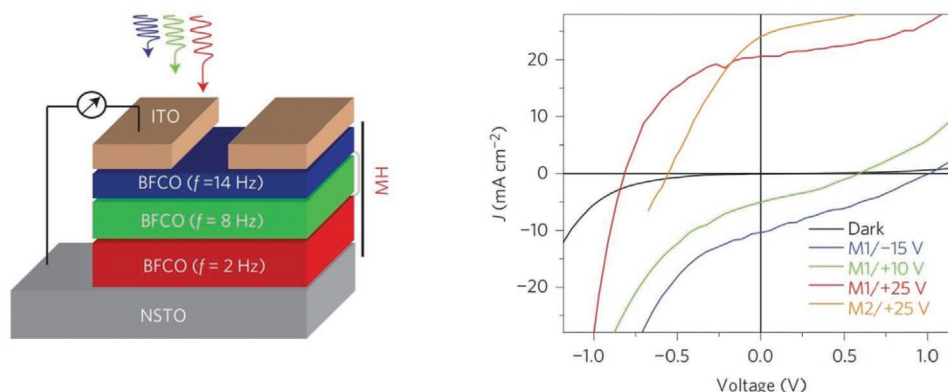 ITO
BFCO (f =14 Hz)
BFCO (f = 8 Hz)
BFCO (f = 2 Hz)
NSTO
MH
J (mA cm⁻²)
20
10
0
−10
−20
Dark
M1/−15 V
M1/+10 V
M1/+25 V
M2/+25 V
−1.0 −0.5 0.0 0.5 1.0
Voltage (V)